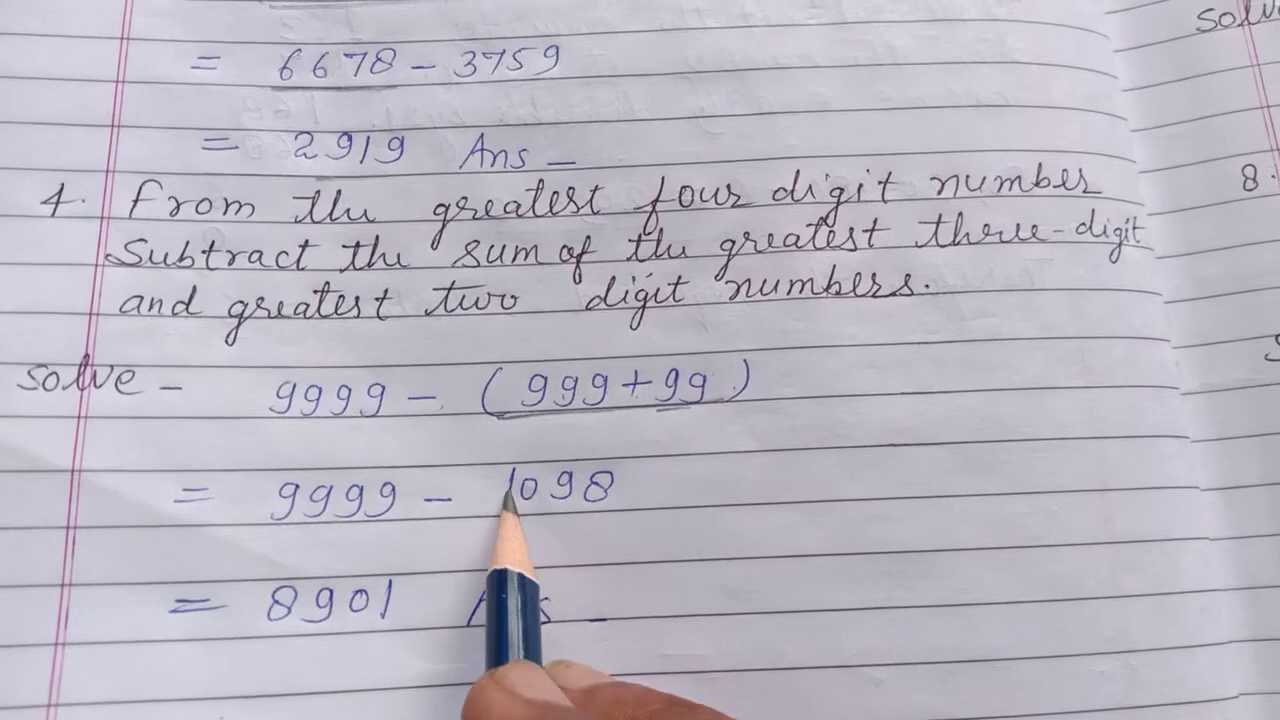 = 6678 - 3759
= 2919 Ans -
4. From the greatest four digit number
Subtract the sum of the greatest three-digit
and greatest two digit numbers.
solve - 9999 - (999+99)
= 9999 - 1098
= 8901
8.